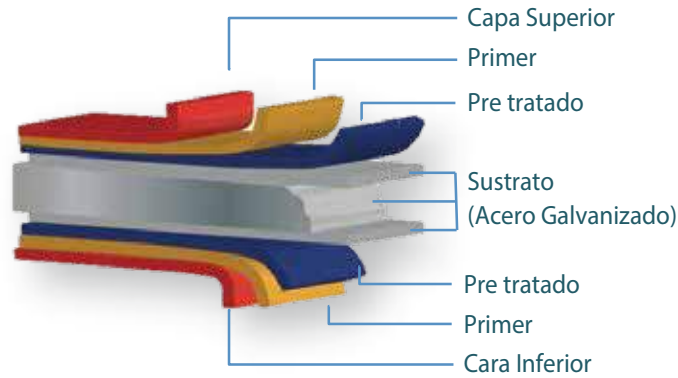 Capa Superior
Primer
Pre tratado
Sustrato
(Acero Galvanizado)
Pre tratado
Primer
Cara Inferior